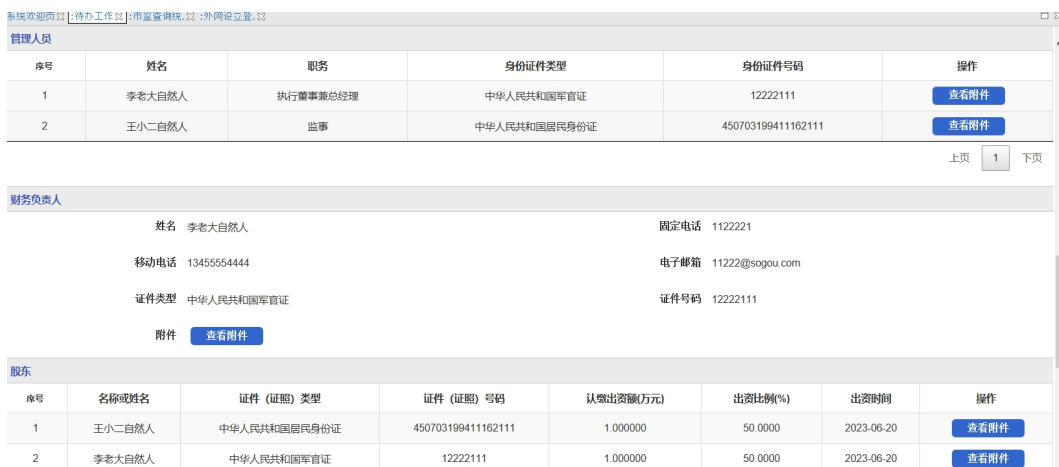 系统欢迎页 :待办工作 :市监查询统. :外网设立登.
管理人员
序号 姓名 职务 身份证件类型 身份证件号码 操作
1 李老大自然人 执行董事兼总经理 中华人民共和国军官证 12222111 查看附件
2 王小二自然人 监事 中华人民共和国居民身份证 450703199411162111 查看附件
上页 1 下页
财务负责人
姓名 李老大自然人 固定电话 1122221
移动电话 13455554444 电子邮箱 11222@sogou.com
证件类型 中华人民共和国军官证 证件号码 12222111
附件 查看附件
股东
序号 名称或姓名 证件（证照）类型 证件（证照）号码 认缴出资额(万元) 出资比例(%) 出资时间 操作
1 王小二自然人 中华人民共和国居民身份证 450703199411162111 1.000000 50.0000 2023-06-20 查看附件
2 李老大自然人 中华人民共和国军官证 12222111 1.000000 50.0000 2023-06-20 查看附件